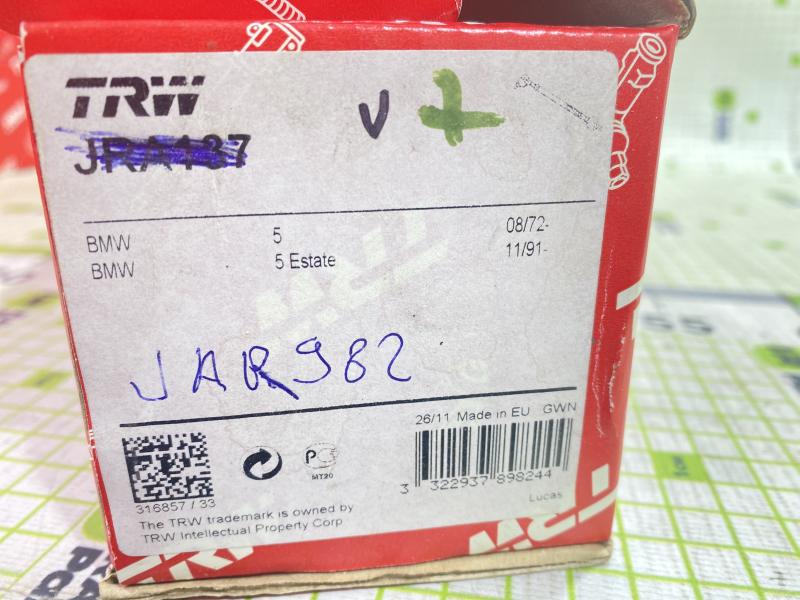 TRW
JRA137
V +
BMW 5 08/72-
BMW 5 Estate 11/91-
JAR982
26/11 Made in EU GWN
316857 / 33
MT20
3 322937 898244
Lucas
The TRW trademark is owned by
TRW Intellectual Property Corp